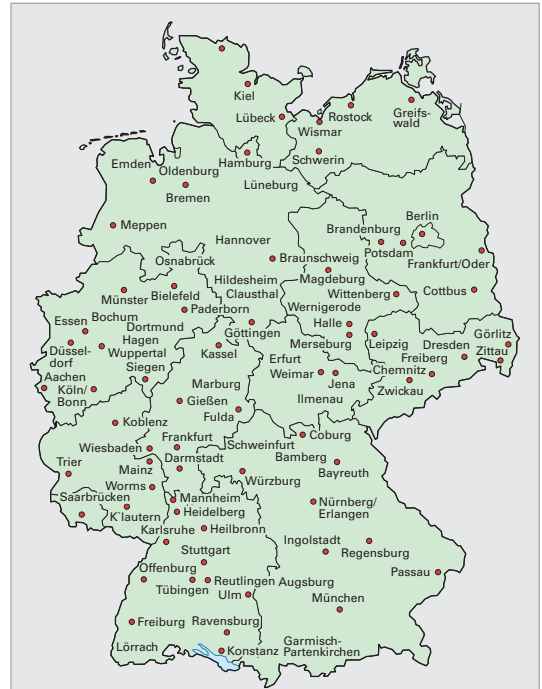 Kiel
Lübeck
Rostock
Greifs-
wald
Wismar
Hamburg
Schwerin
Emden
Oldenburg
Bremen
Lüneburg
Meppen
Berlin
Brandenburg
Potsdam
Frankfurt/Oder
Hannover
Braunschweig
Osnabrück
Magdeburg
Hildesheim
Clausthal
Cottbus
Münster
Bielefeld
Paderborn
Wittenberg
Wernigerode
Essen
Bochum
Dortmund
Göttingen
Halle
Merseburg
Leipzig
Görlitz
Dresden
Zittau
Düssel-
dorf
Hagen
Wuppertal
Siegen
Kassel
Erfurt
Weimar
Jena
Ilmenau
Freiberg
Chemnitz
Zwickau
Aachen
Köln/
Bonn
Marburg
Gießen
Fulda
Koblenz
Frankfurt
Schweinfurt
Coburg
Bamberg
Bayreuth
Wiesbaden
Darmstadt
Mainz
Trier
Würzburg
Worms
Saarbrücken
K`lautern
Mannheim
Heidelberg
Nürnberg/
Erlangen
Karlsruhe
Heilbronn
Stuttgart
Ingolstadt
Regensburg
Offenburg
Tübingen
Reutlingen
Augsburg
Passau
Ulm
München
Freiburg
Ravensburg
Lörrach
Konstanz
Garmisch-
Partenkirchen